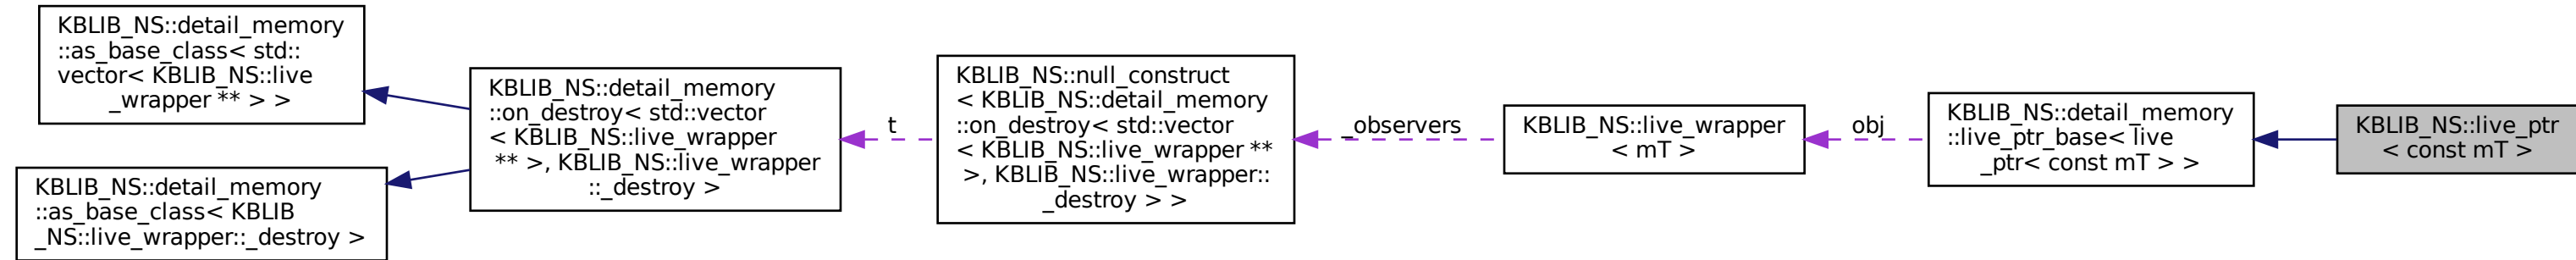 KBLIB_NS::detail_memory
::as_base_class< std::
vector< KBLIB_NS::live
_wrapper ** > >
KBLIB_NS::detail_memory
::as_base_class< KBLIB
_NS::live_wrapper::_destroy >
KBLIB_NS::detail_memory
::on_destroy< std::vector
< KBLIB_NS::live_wrapper
** >, KBLIB_NS::live_wrapper
::_destroy >
t
KBLIB_NS::null_construct
< KBLIB_NS::detail_memory
::on_destroy< std::vector
< KBLIB_NS::live_wrapper **
>, KBLIB_NS::live_wrapper::
_destroy > >
_observers
KBLIB_NS::live_wrapper
< mT >
obj
KBLIB_NS::detail_memory
::live_ptr_base< live
_ptr< const mT > >
KBLIB_NS::live_ptr
< const mT >